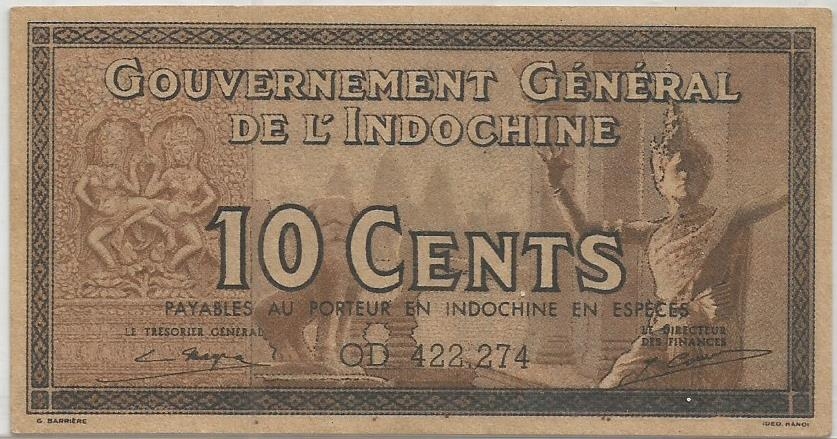 GOUVERNEMENT GÉNÉRAL
DE L'INDOCHINE
10 CENTS
PAYABLES AU PORTEUR EN INDOCHINE EN ESPÈCES
LE TRÉSORIER GÉNÉRAL
LE DIRECTEUR
DES FINANCES
OD 422,274
G. BARRIÈRE
IDEO. HANOI